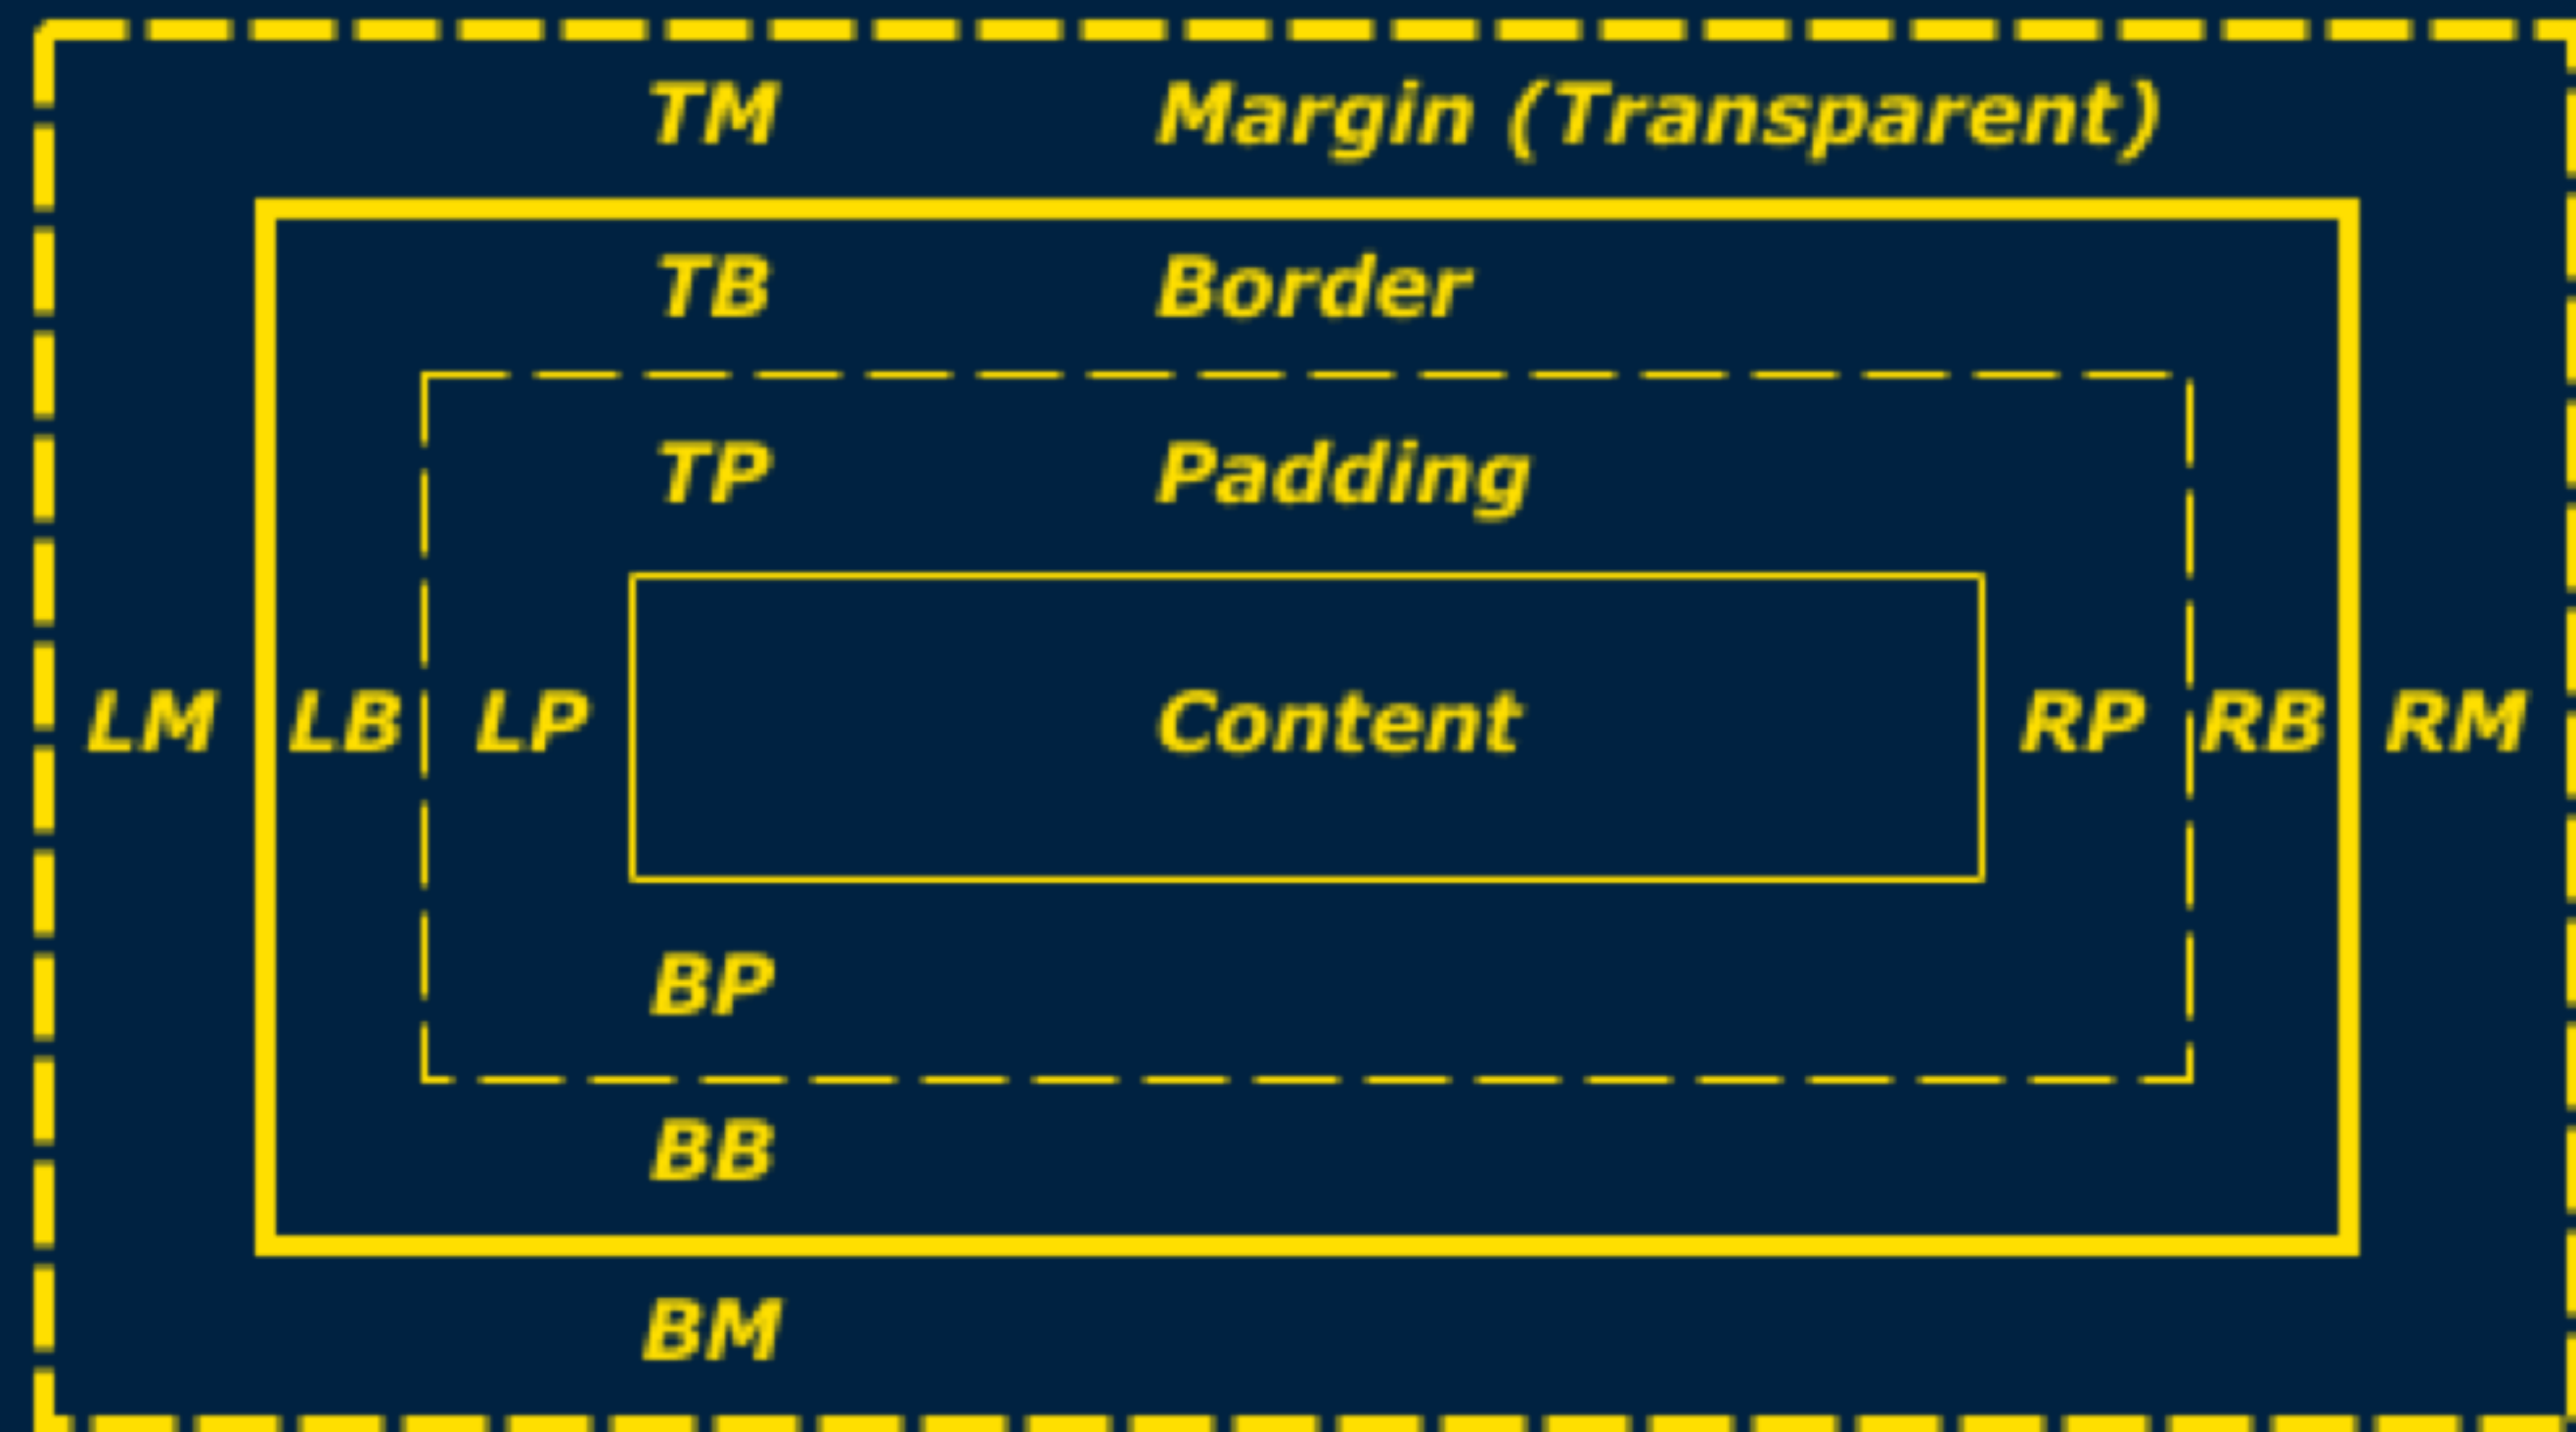 TM Margin (Transparent)
TB Border
TP Padding
LM LB LP Content RP RB RM
BP
BB
BM